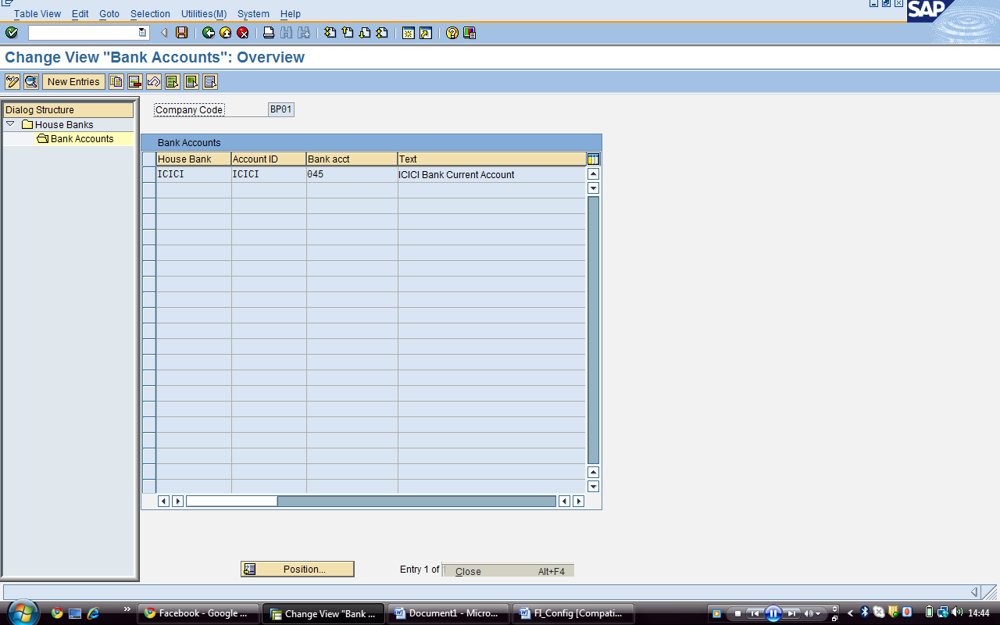 Table View Edit Goto Selection Utilities(M) System Help
SAP
Change View "Bank Accounts": Overview
New Entries
Dialog Structure
House Banks
Bank Accounts
Company Code BP01
Bank Accounts
House Bank Account ID Bank acct Text
ICICI ICICI 045 ICICI Bank Current Account
Position...
Entry 1 of
Close Alt+F4
Facebook - Google ... Change View "Bank ... Document1 - Micro... FI_Config [Compati... 14:44